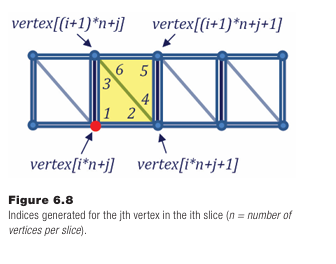 vertex[(i+1)*n+j] vertex[(i+1)*n+j+1]
6 5
3
4
1 2
vertex[i*n+j] vertex[i*n+j+1]
Figure 6.8
Indices generated for the jth vertex in the ith slice (n = number of
vertices per slice).